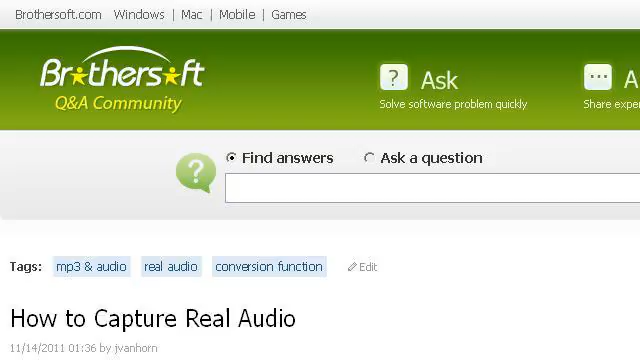 Brothersoft.com Windows | Mac | Mobile | Games
Brothersoft
Q&A Community
? Ask
Solve software problem quickly
... A
Share exper
? Find answers Ask a question
Tags: mp3 & audio real audio conversion function Edit
How to Capture Real Audio
11/14/2011 01:36 by jvanhorn